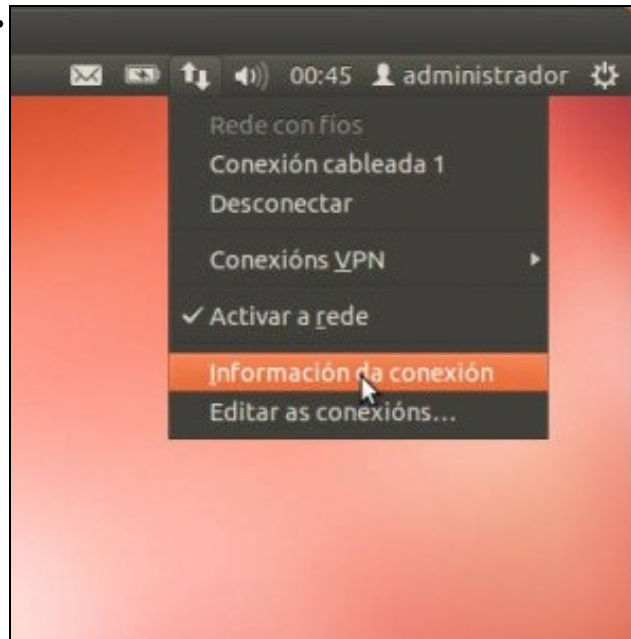 00:45 administrador
Rede con fíos
Conexión cableada 1
Desconectar
Conexións VPN
Activar a rede
Información da conexión
Editar as conexións...